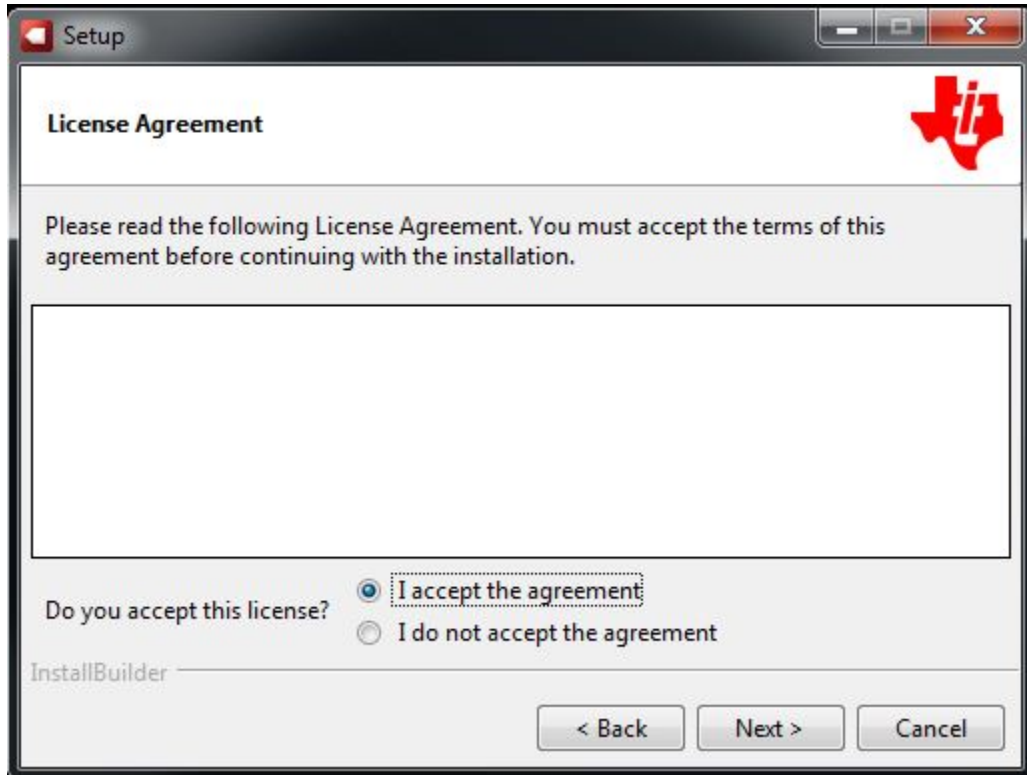 Setup
License Agreement
Please read the following License Agreement. You must accept the terms of this
agreement before continuing with the installation.
Do you accept this license?
I accept the agreement
I do not accept the agreement
InstallBuilder
< Back
Next >
Cancel